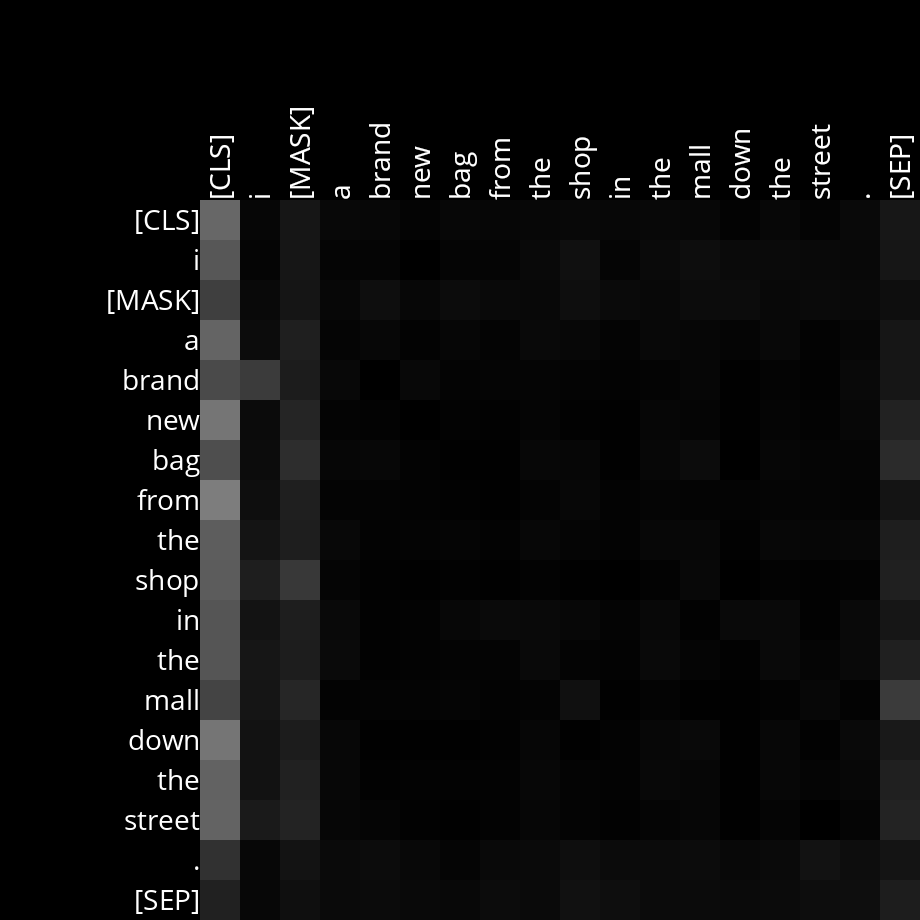 [CLS] i [MASK] a brand new bag from the shop in the mall down the street . [SEP]
[CLS]
i
[MASK]
a
brand
new
bag
from
the
shop
in
the
mall
down
the
street
.
[SEP]